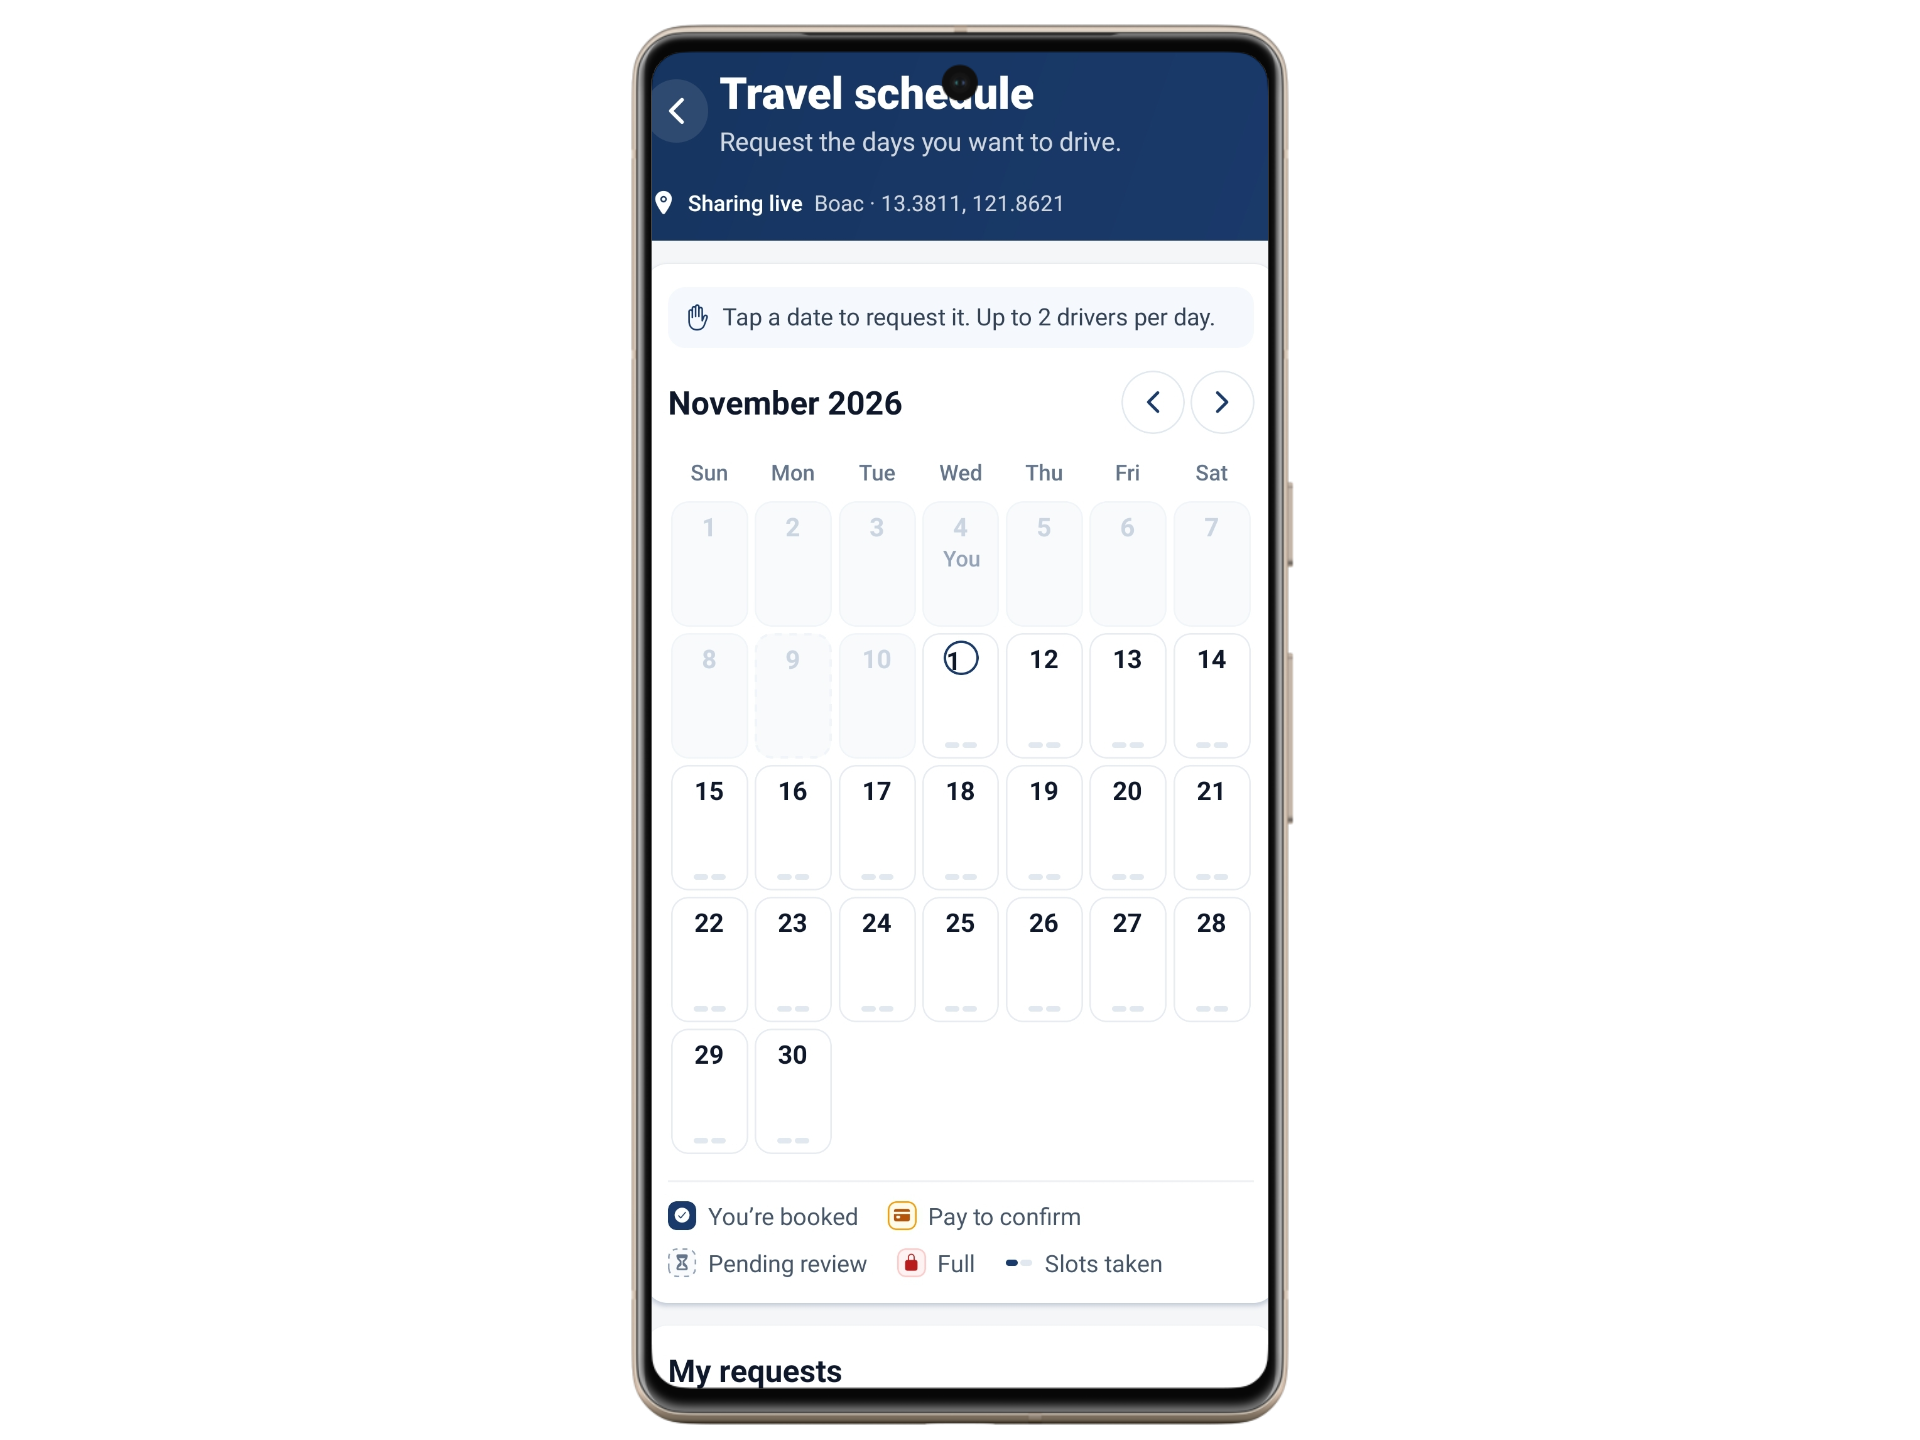 Travel schedule
Request the days you want to drive.
Sharing live Boac · 13.3811, 121.8621
Tap a date to request it. Up to 2 drivers per day.
November 2026
Sun Mon Tue Wed Thu Fri Sat
1 2 3 4 5 6 7
You
8 9 10 1 12 13 14
15 16 17 18 19 20 21
22 23 24 25 26 27 28
29 30
You’re booked Pay to confirm
Pending review Full Slots taken
My requests